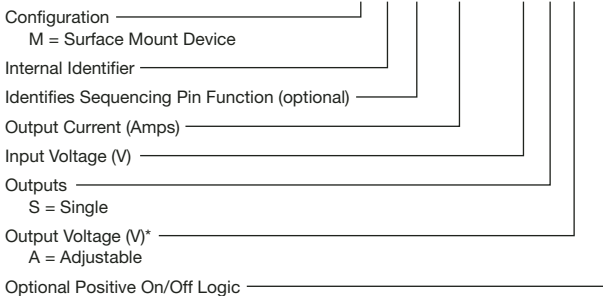 Configuration
M = Surface Mount Device
Internal Identifier
Identifies Sequencing Pin Function (optional)
Output Current (Amps)
Input Voltage (V)
Outputs
S = Single
Output Voltage (V)*
A = Adjustable
Optional Positive On/Off Logic